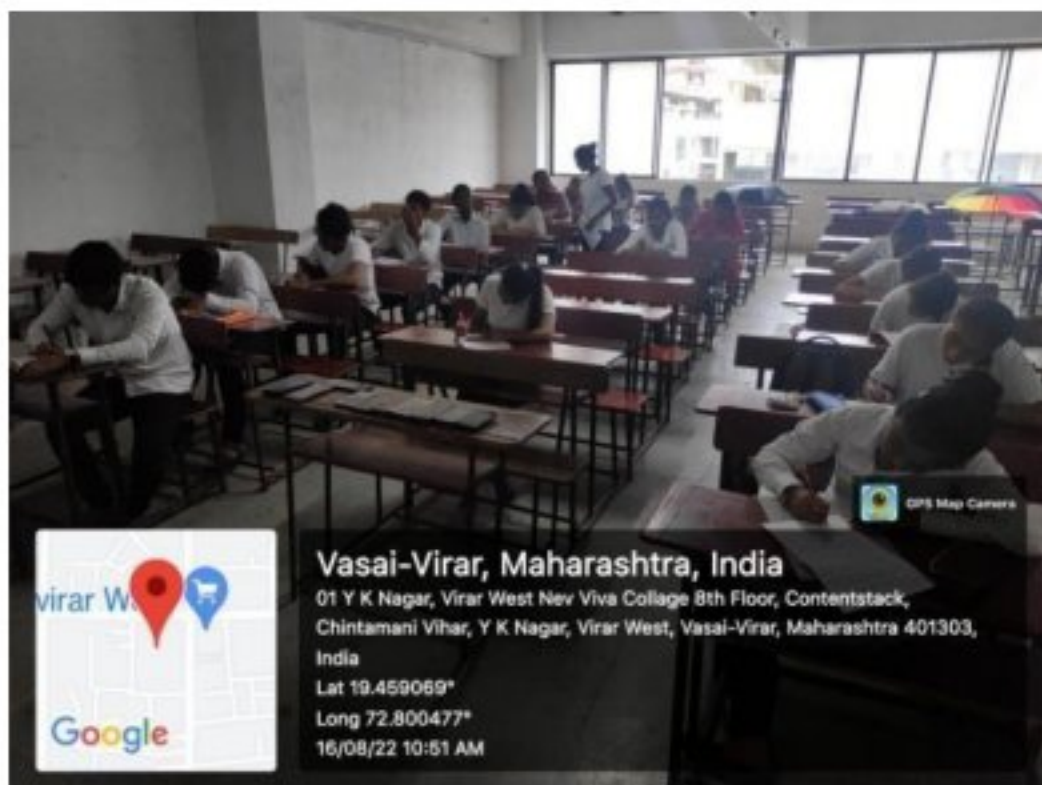 GPS Map Camera
virar W
Google
Vasai-Virar, Maharashtra, India
01 Y K Nagar, Virar West Nev Viva Collage 8th Floor, Contentstack,
Chintamani Vihar, Y K Nagar, Virar West, Vasai-Virar, Maharashtra 401303,
India
Lat 19.459069°
Long 72.800477°
16/08/22 10:51 AM